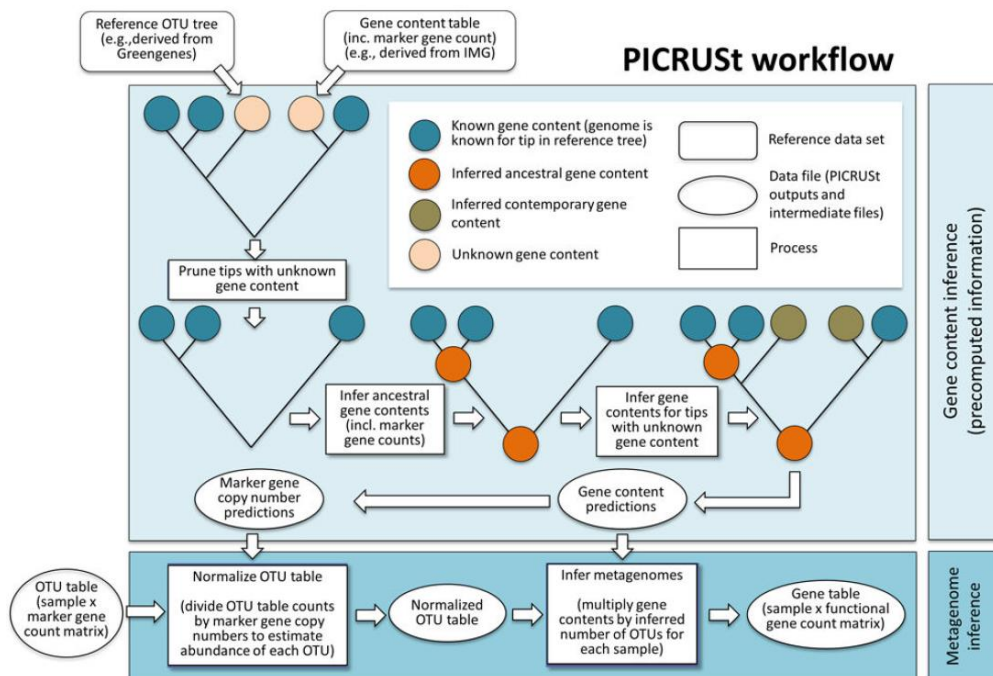 Reference OTU tree
(e.g.,derived from
Greengenes)
Gene content table
(inc. marker gene count)
(e.g., derived from IMG)
PICRUSt workflow
Known gene content (genome is
known for tip in reference tree)
Inferred ancestral gene content
Inferred contemporary gene
content
Unknown gene content
Reference data set
Data file (PICRUSt
outputs and
intermediate files)
Process
Prune tips with unknown
gene content
Infer ancestral
gene contents
(incl. marker
gene counts)
Infer gene
contents for tips
with unknown
gene content
Marker gene
copy number
predictions
Gene content
predictions
Gene content inference
(precomputed information)
OTU table
(sample x
marker gene
count matrix)
Normalize OTU table
(divide OTU table counts
by marker gene copy
numbers to estimate
abundance of each OTU)
Normalized
OTU table
Infer metagenomes
(multiply gene
contents by inferred
number of OTUs for
each sample)
Gene table
(sample x functional
gene count matrix)
Metagenome
inference